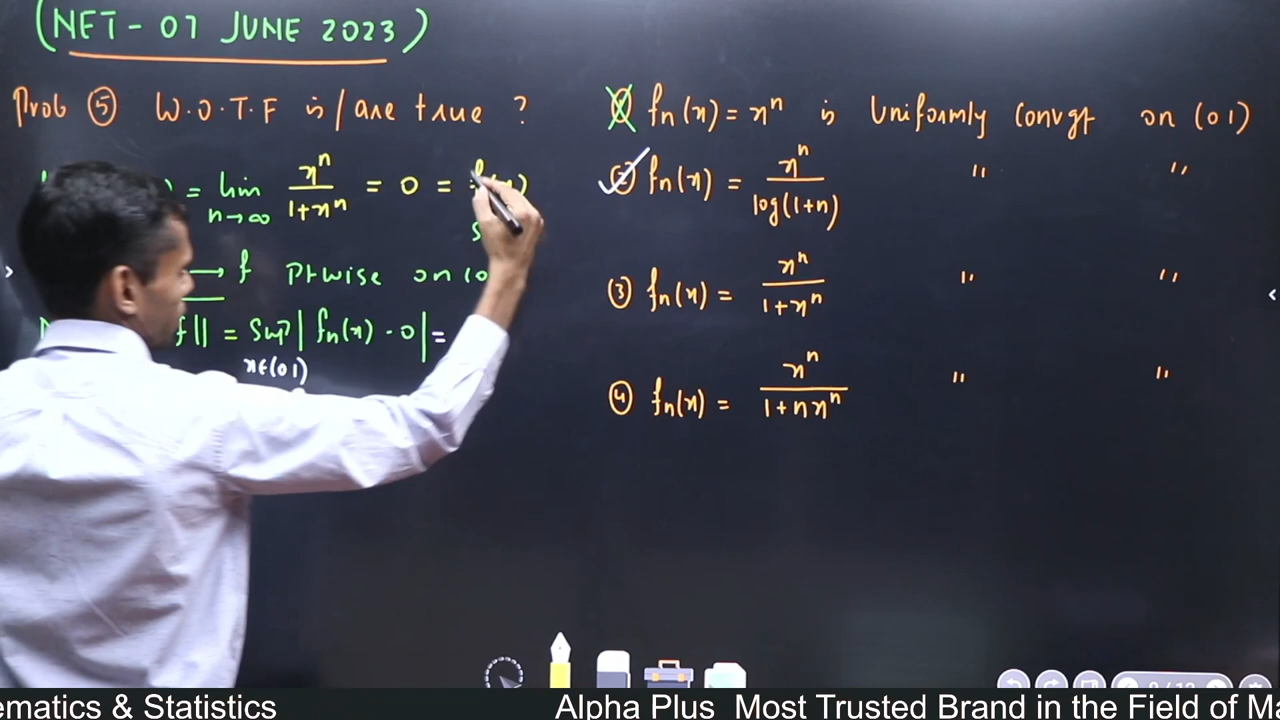 (NET - 07 JUNE 2023)
Prob ⑤ W.O.T.F is/are true ?
) = lim n→∞ xⁿ/1+xⁿ = 0 =
→ f Ptwise on (0
f|| = Sup x∈(0 1) | fn(x) - 0 | =
① fn(x) = xⁿ is Uniformly Convgt on (0 1)
② fn(x) = xⁿ/log(1+n) " "
③ fn(x) = xⁿ/1+xⁿ " "
④ fn(x) = xⁿ/1+nxⁿ " "
ematics & Statistics Alpha Plus Most Trusted Brand in the Field of Ma